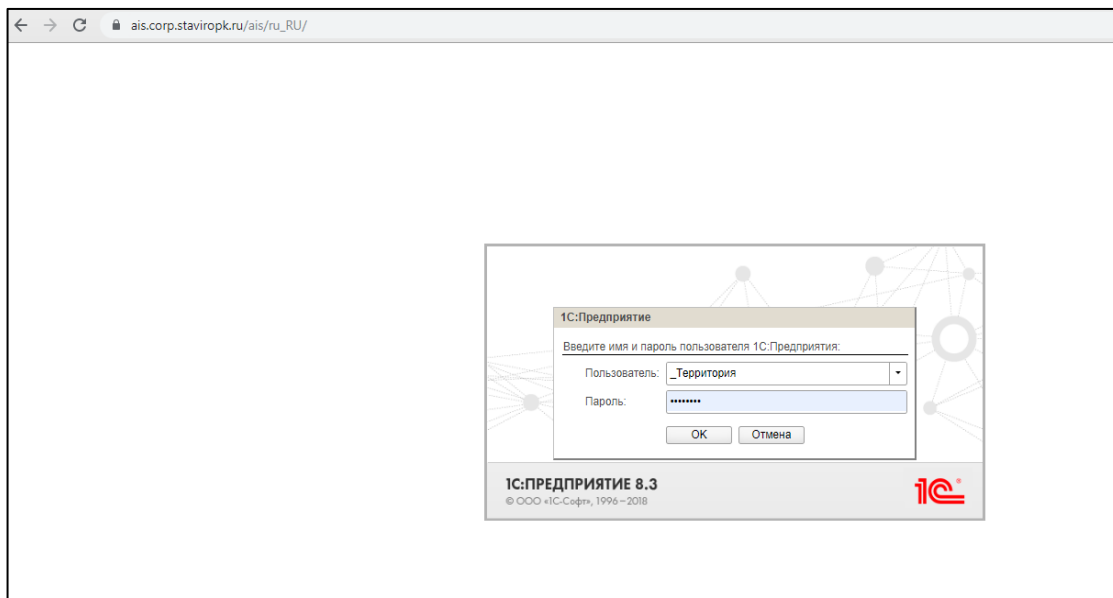 ais.corp.staviropk.ru/ais/ru_RU/
1С:Предприятие
Введите имя и пароль пользователя 1С:Предприятия:
Пользователь: _Территория
Пароль: ••••••••
OK Отмена
1С:ПРЕДПРИЯТИЕ 8.3
© ООО «1С-Софт», 1996–2018
1С®